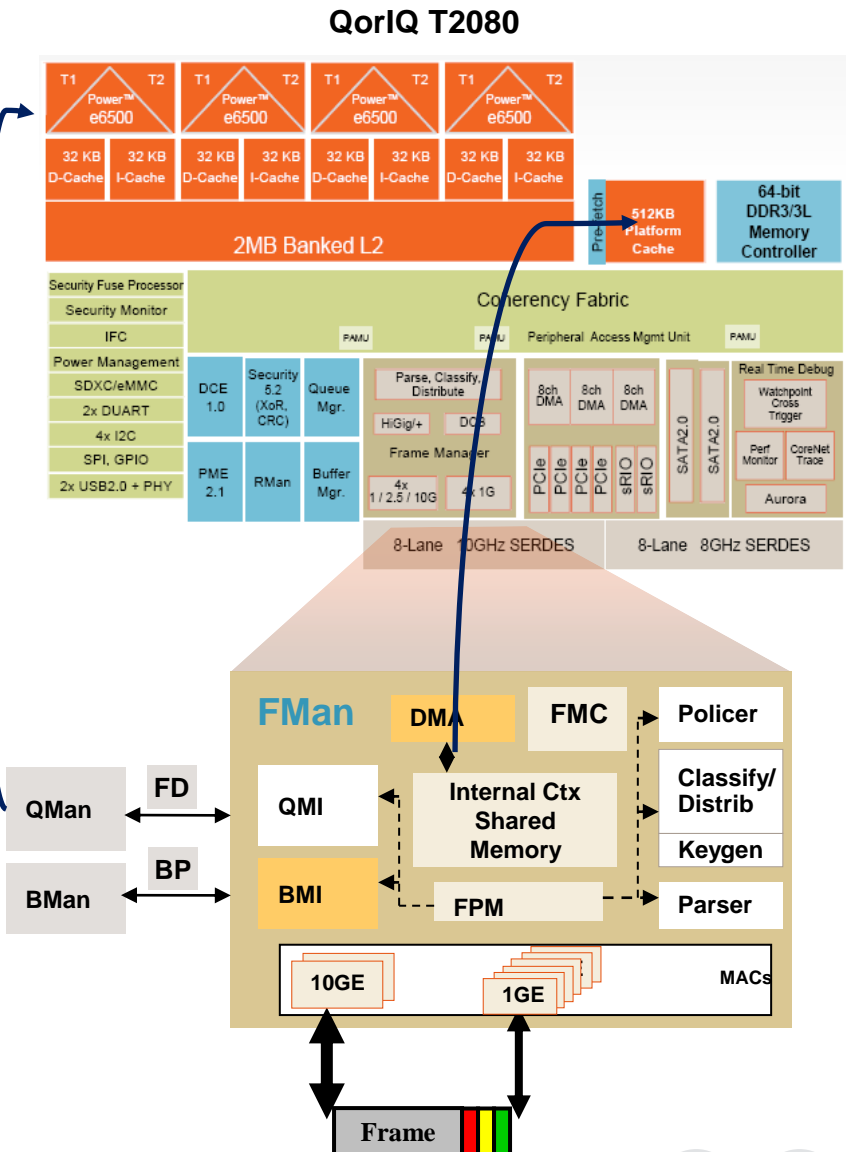 QorIQ T2080
T1 T2 T1 T2 T1 T2 T1 T2
Power™ Power™ Power™ Power™
e6500 e6500 e6500 e6500
32 KB 32 KB 32 KB 32 KB 32 KB 32 KB 32 KB 32 KB
D-Cache I-Cache D-Cache I-Cache D-Cache I-Cache D-Cache I-Cache
2MB Banked L2
Pre-fetch
512KB
Platform
Cache
64-bit
DDR3/3L
Memory
Controller
Security Fuse Processor
Security Monitor
IFC
Power Management
SDXC/eMMC
2x DUART
4x I2C
SPI, GPIO
2x USB2.0 + PHY
Coherency Fabric
PAMU PAMU Peripheral Access Mgmt Unit PAMU
DCE
1.0
Security
5.2
(XoR,
CRC)
Queue
Mgr.
PME
2.1
RMan
Buffer
Mgr.
Parse, Classify,
Distribute
HiGig/+ DCB
Frame Manager
4x
1 / 2.5 / 10G
4x 1G
8ch
DMA
8ch
DMA
8ch
DMA
PCIe
PCIe
PCIe
PCIe
sRIO
sRIO
SATA2.0
SATA2.0
Real Time Debug
Watchpoint
Cross
Trigger
Perf
Monitor
CoreNet
Trace
Aurora
8-Lane 10GHz SERDES
8-Lane 8GHz SERDES
FMan
DMA
FMC
Policer
Classify/
Distrib
Keygen
Parser
QMan
FD
QMI
Internal Ctx
Shared
Memory
BMan
BP
BMI
FPM
10GE
1GE
MACs
Frame